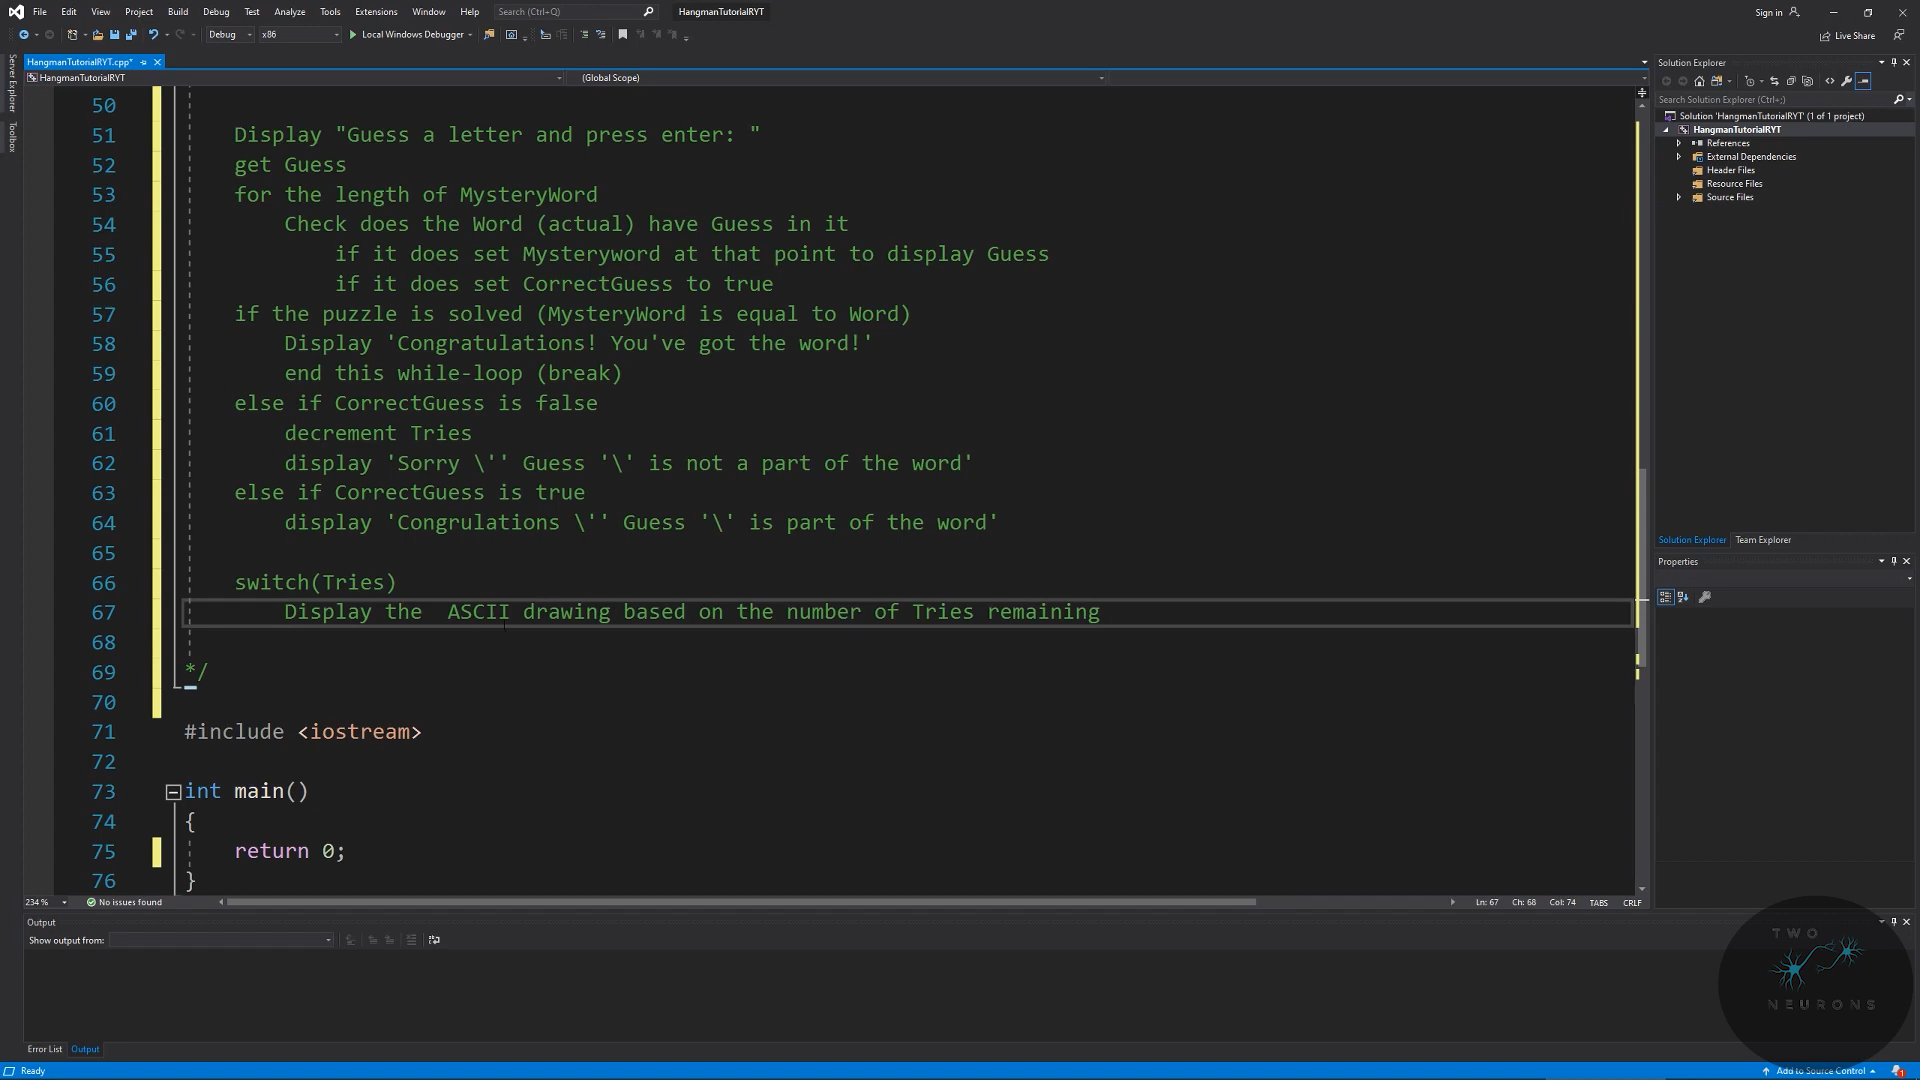 File Edit View Project Build Debug Test Analyze Tools Extensions Window Help Search (Ctrl+Q) HangmanTutorialRYT Sign in
Debug x86 Local Windows Debugger Live Share
HangmanTutorialRYT.cpp*
HangmanTutorialRYT (Global Scope)
Server Explorer
Toolbox
50
51 Display "Guess a letter and press enter: "
52 get Guess
53 for the length of MysteryWord
54 Check does the Word (actual) have Guess in it
55 if it does set Mysteryword at that point to display Guess
56 if it does set CorrectGuess to true
57 if the puzzle is solved (MysteryWord is equal to Word)
58 Display 'Congratulations! You've got the word!'
59 end this while-loop (break)
60 else if CorrectGuess is false
61 decrement Tries
62 display 'Sorry \'' Guess '\' is not a part of the word'
63 else if CorrectGuess is true
64 display 'Congrulations \'' Guess '\' is part of the word'
65
66 switch(Tries)
67 Display the  ASCII drawing based on the number of Tries remaining
68
69 */
70
71 #include <iostream>
72
73 int main()
74 {
75 return 0;
76 }
234 % No issues found Ln: 67 Ch: 68 Col: 74 TABS CRLF
Solution Explorer
Search Solution Explorer (Ctrl+;)
Solution 'HangmanTutorialRYT' (1 of 1 project)
HangmanTutorialRYT
References
External Dependencies
Header Files
Resource Files
Source Files
Solution Explorer Team Explorer
Properties
Output
Show output from:
Error List Output
TWO
NEURONS
Ready Add to Source Control 1